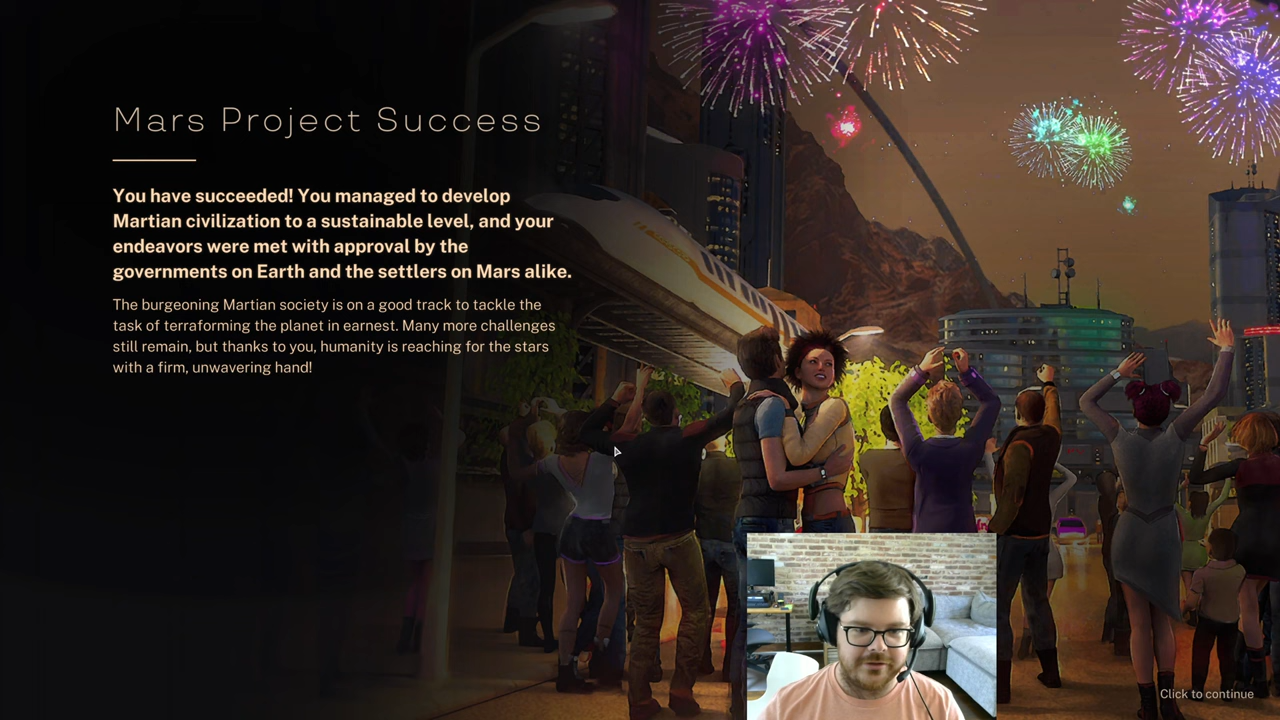 Mars Project Success
You have succeeded! You managed to develop
Martian civilization to a sustainable level, and your
endeavors were met with approval by the
governments on Earth and the settlers on Mars alike.
The burgeoning Martian society is on a good track to tackle the
task of terraforming the planet in earnest. Many more challenges
still remain, but thanks to you, humanity is reaching for the stars
with a firm, unwavering hand!
Click to continue